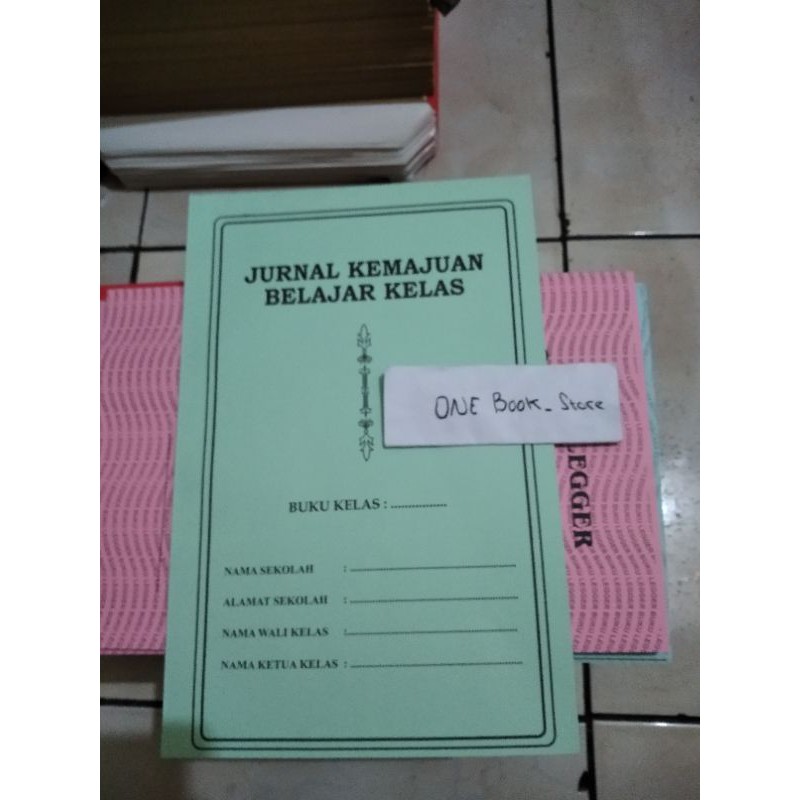 JURNAL KEMAJUAN
BELAJAR KELAS
ONE Book_Store
BUKU KELAS : ................
NAMA SEKOLAH : ................................................
ALAMAT SEKOLAH : ................................................
NAMA WALI KELAS : ................................................
NAMA KETUA KELAS : ................................................
LEGGER